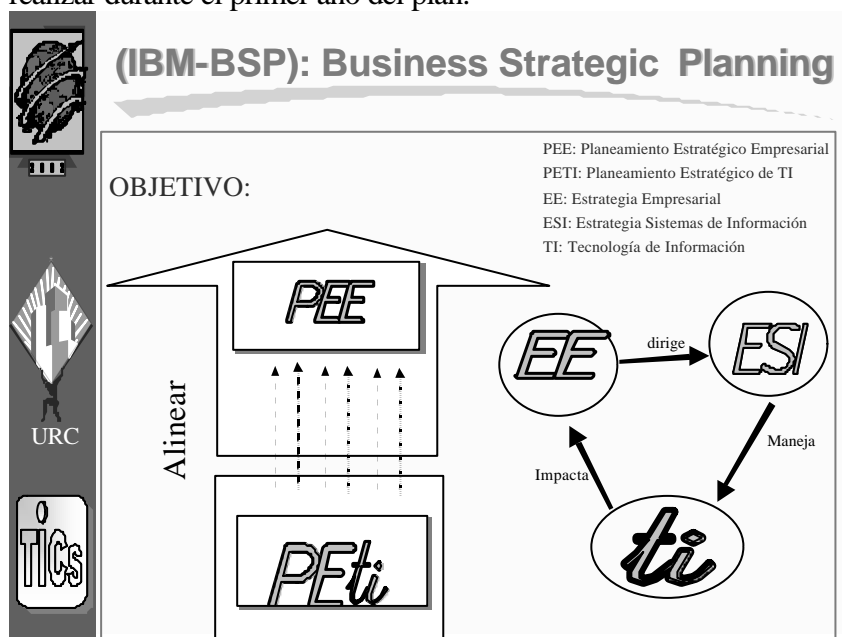 realizar durante el primer año del plan.
(IBM-BSP): Business Strategic Planning
PEE: Planeamiento Estratégico Empresarial
PETI: Planeamiento Estratégico de TI
EE: Estrategia Empresarial
ESI: Estrategia Sistemas de Información
TI: Tecnología de Información
OBJETIVO:
PEE
Alinear
PEti
EE
dirige
ESI
Maneja
Impacta
ti
URC
TICs